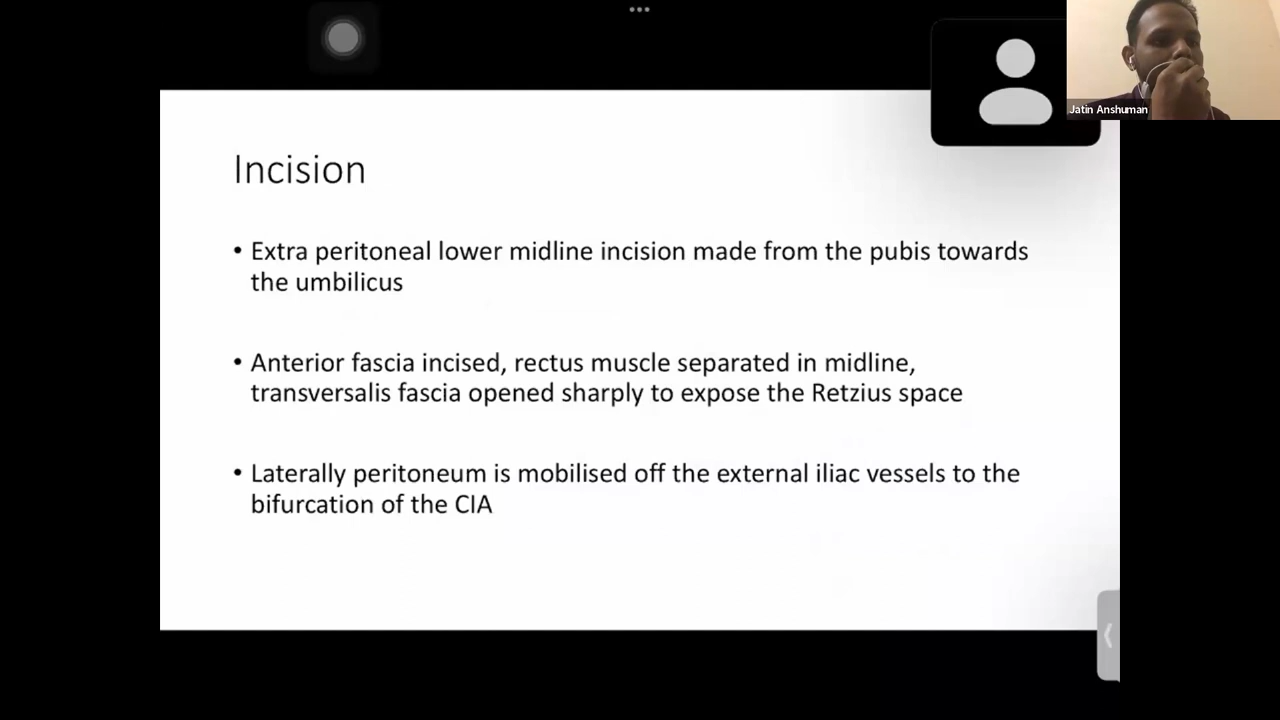 Jatin Anshuman
Incision
• Extra peritoneal lower midline incision made from the pubis towards
the umbilicus
• Anterior fascia incised, rectus muscle separated in midline,
transversalis fascia opened sharply to expose the Retzius space
• Laterally peritoneum is mobilised off the external iliac vessels to the
bifurcation of the CIA